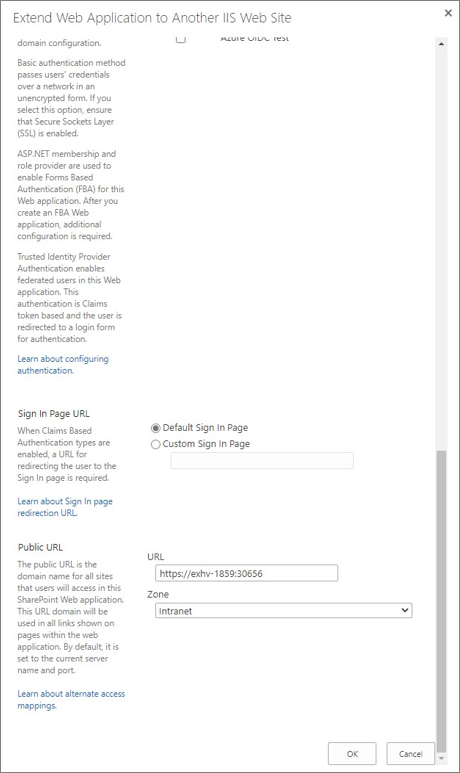 Extend Web Application to Another IIS Web Site
domain configuration.
Azure OIDC Test
Basic authentication method
passes users' credentials
over a network in an
unencrypted form. If you
select this option, ensure
that Secure Sockets Layer
(SSL) is enabled.
ASP.NET membership and
role provider are used to
enable Forms Based
Authentication (FBA) for this
Web application. After you
create an FBA Web
application, additional
configuration is required.
Trusted Identity Provider
Authentication enables
federated users in this Web
application. This
authentication is Claims
token based and the user is
redirected to a login form
for authentication.
Learn about configuring
authentication.
Sign In Page URL
When Claims Based
Authentication types are
enabled, a URL for
redirecting the user to the
Sign In page is required.
Learn about Sign In page
redirection URL.
Default Sign In Page
Custom Sign In Page
Public URL
The public URL is the
domain name for all sites
that users will access in this
SharePoint Web application.
This URL domain will be
used in all links shown on
pages within the web
application. By default, it is
set to the current server
name and port.
Learn about alternate access
mappings.
URL
https://exhv-1859:30656
Zone
Intranet
OK
Cancel